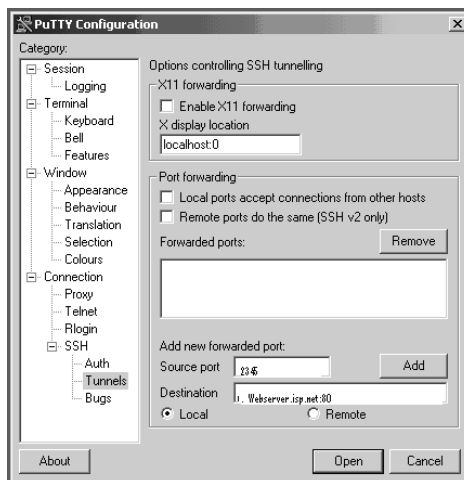 PuTTY Configuration
Category:
Session
Logging
Terminal
Keyboard
Bell
Features
Window
Appearance
Behaviour
Translation
Selection
Colours
Connection
Proxy
Telnet
Rlogin
SSH
Auth
Tunnels
Bugs
Options controlling SSH tunnelling
X11 forwarding
Enable X11 forwarding
X display location
localhost:0
Port forwarding
Local ports accept connections from other hosts
Remote ports do the same (SSH v2 only)
Forwarded ports:
Remove
Add new forwarded port:
Source port
2345
Add
Destination
Webserver.isp.net:80
Local
Remote
About
Open
Cancel